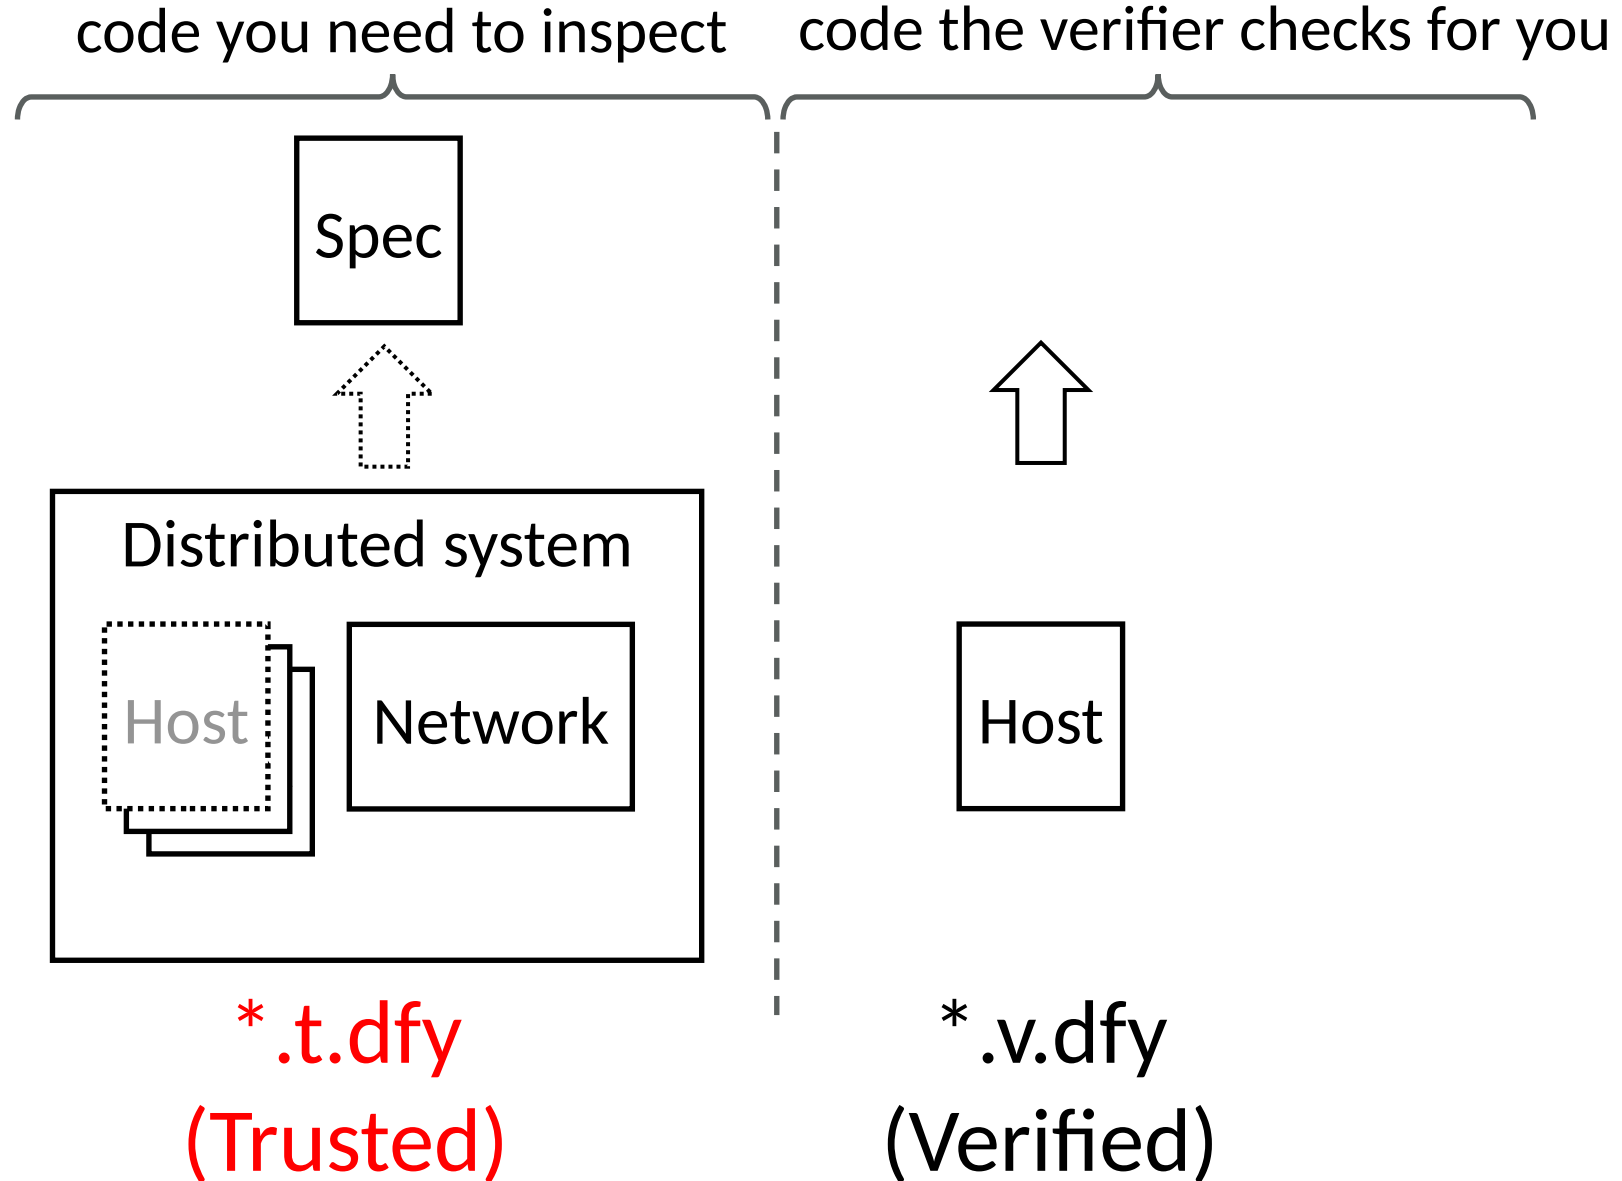 code you need to inspect
code the verifier checks for you
Spec
Distributed system
Host
Network
Host
*.t.dfy
(Trusted)
*.v.dfy
(Verified)